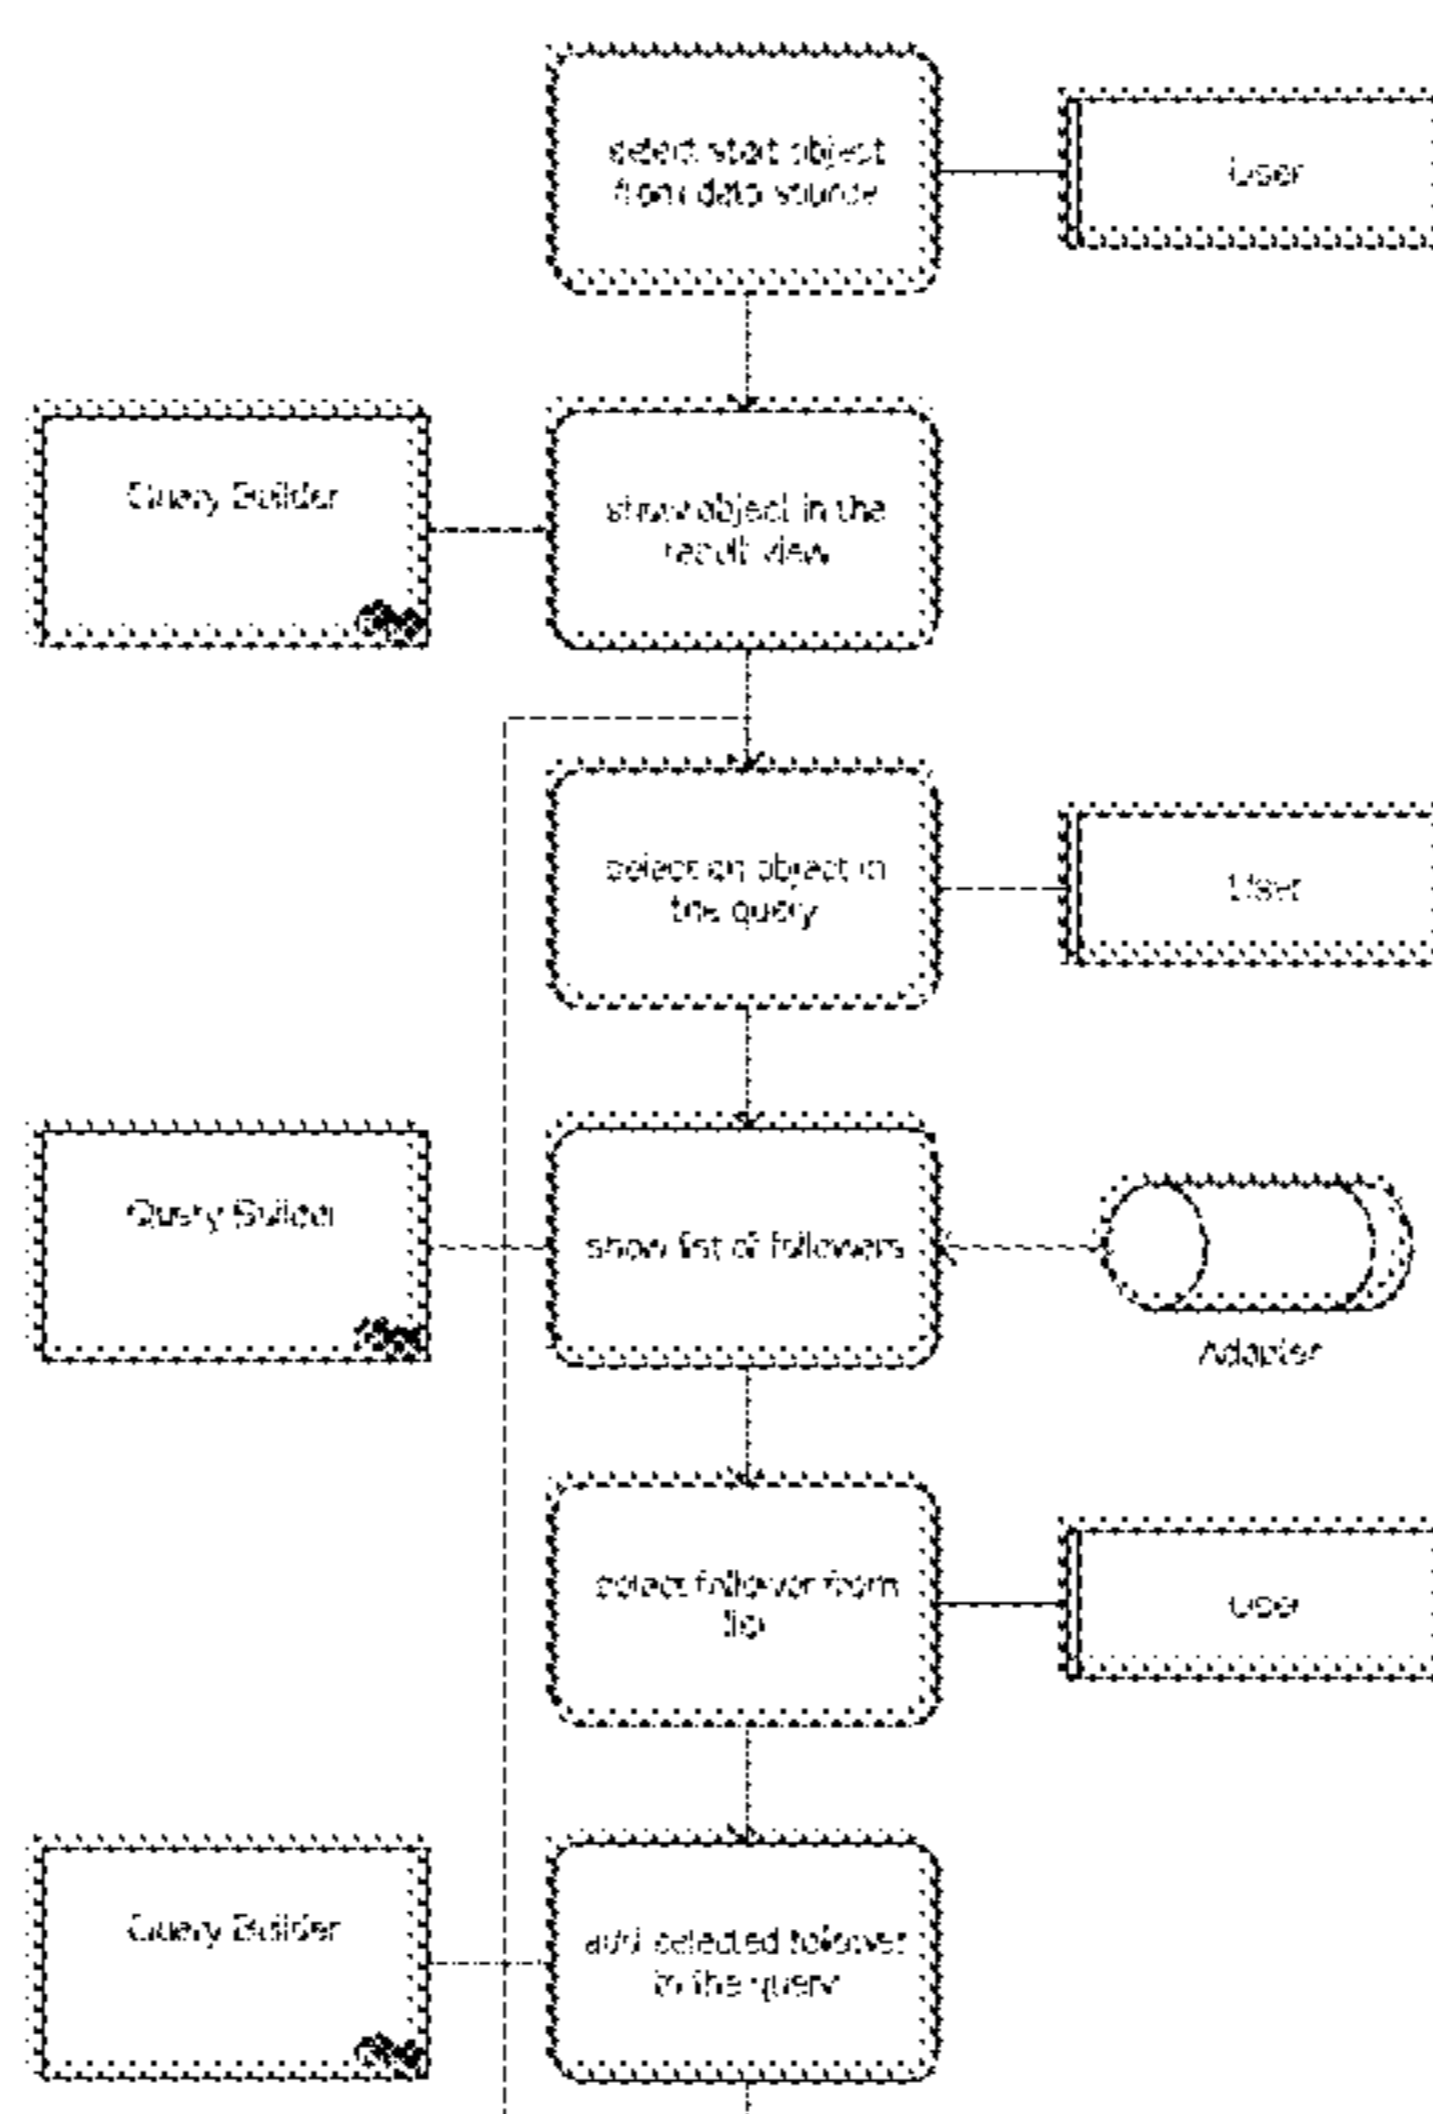 select start object
from data source
User
Query Builder
show object in the
result view
select an object in
the query
User
Query Builder
show list of followers
Adapter
select follower from
list
User
Query Builder
add selected follower
in the query